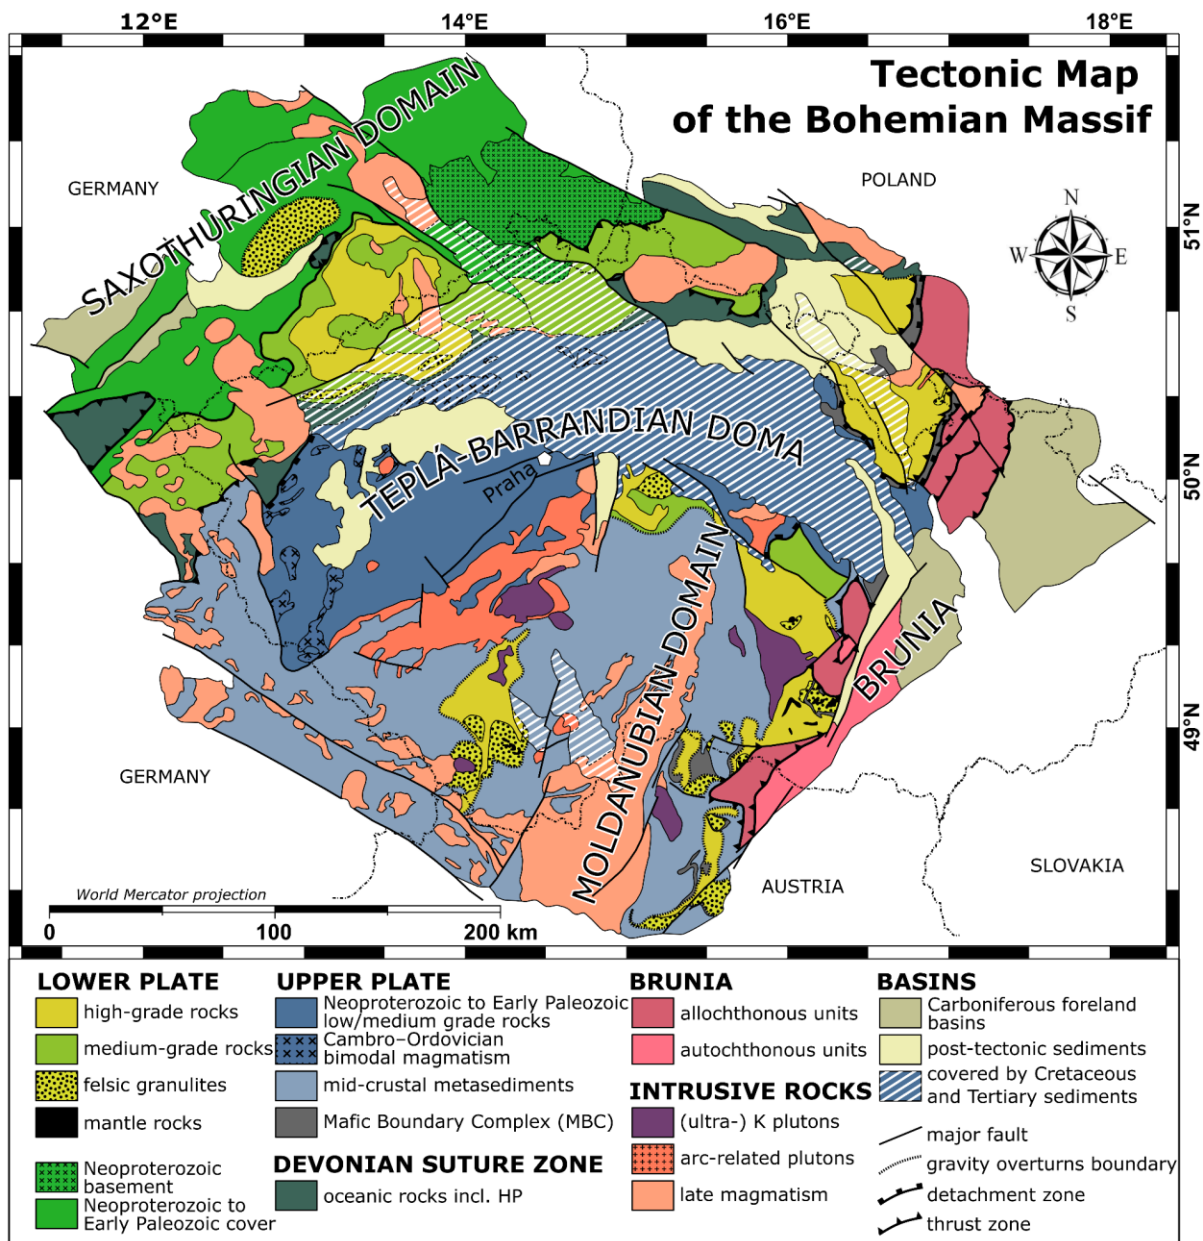 12°E
14°E
16°E
18°E
Tectonic Map
of the Bohemian Massif
GERMANY
POLAND
SAXOTHURINGIAN DOMAIN
N
W
E
S
51°N
TEPLÁ-BARRANDIAN DOMA
Praha
50°N
MOLDANUBIAN DOMAIN
BRUNIA
49°N
GERMANY
SLOVAKIA
AUSTRIA
World Mercator projection
0
100
200 km
LOWER PLATE
high-grade rocks
medium-grade rocks
felsic granulites
mantle rocks
Neoproterozoic
basement
Neoproterozoic to
Early Paleozoic cover
UPPER PLATE
Neoproterozoic to Early Paleozoic
low/medium grade rocks
Cambro–Ordovician
bimodal magmatism
mid-crustal metasediments
Mafic Boundary Complex (MBC)
DEVONIAN SUTURE ZONE
oceanic rocks incl. HP
BRUNIA
allochthonous units
autochthonous units
INTRUSIVE ROCKS
(ultra-) K plutons
arc-related plutons
late magmatism
BASINS
Carboniferous foreland
basins
post-tectonic sediments
covered by Cretaceous
and Tertiary sediments
major fault
gravity overturns boundary
detachment zone
thrust zone